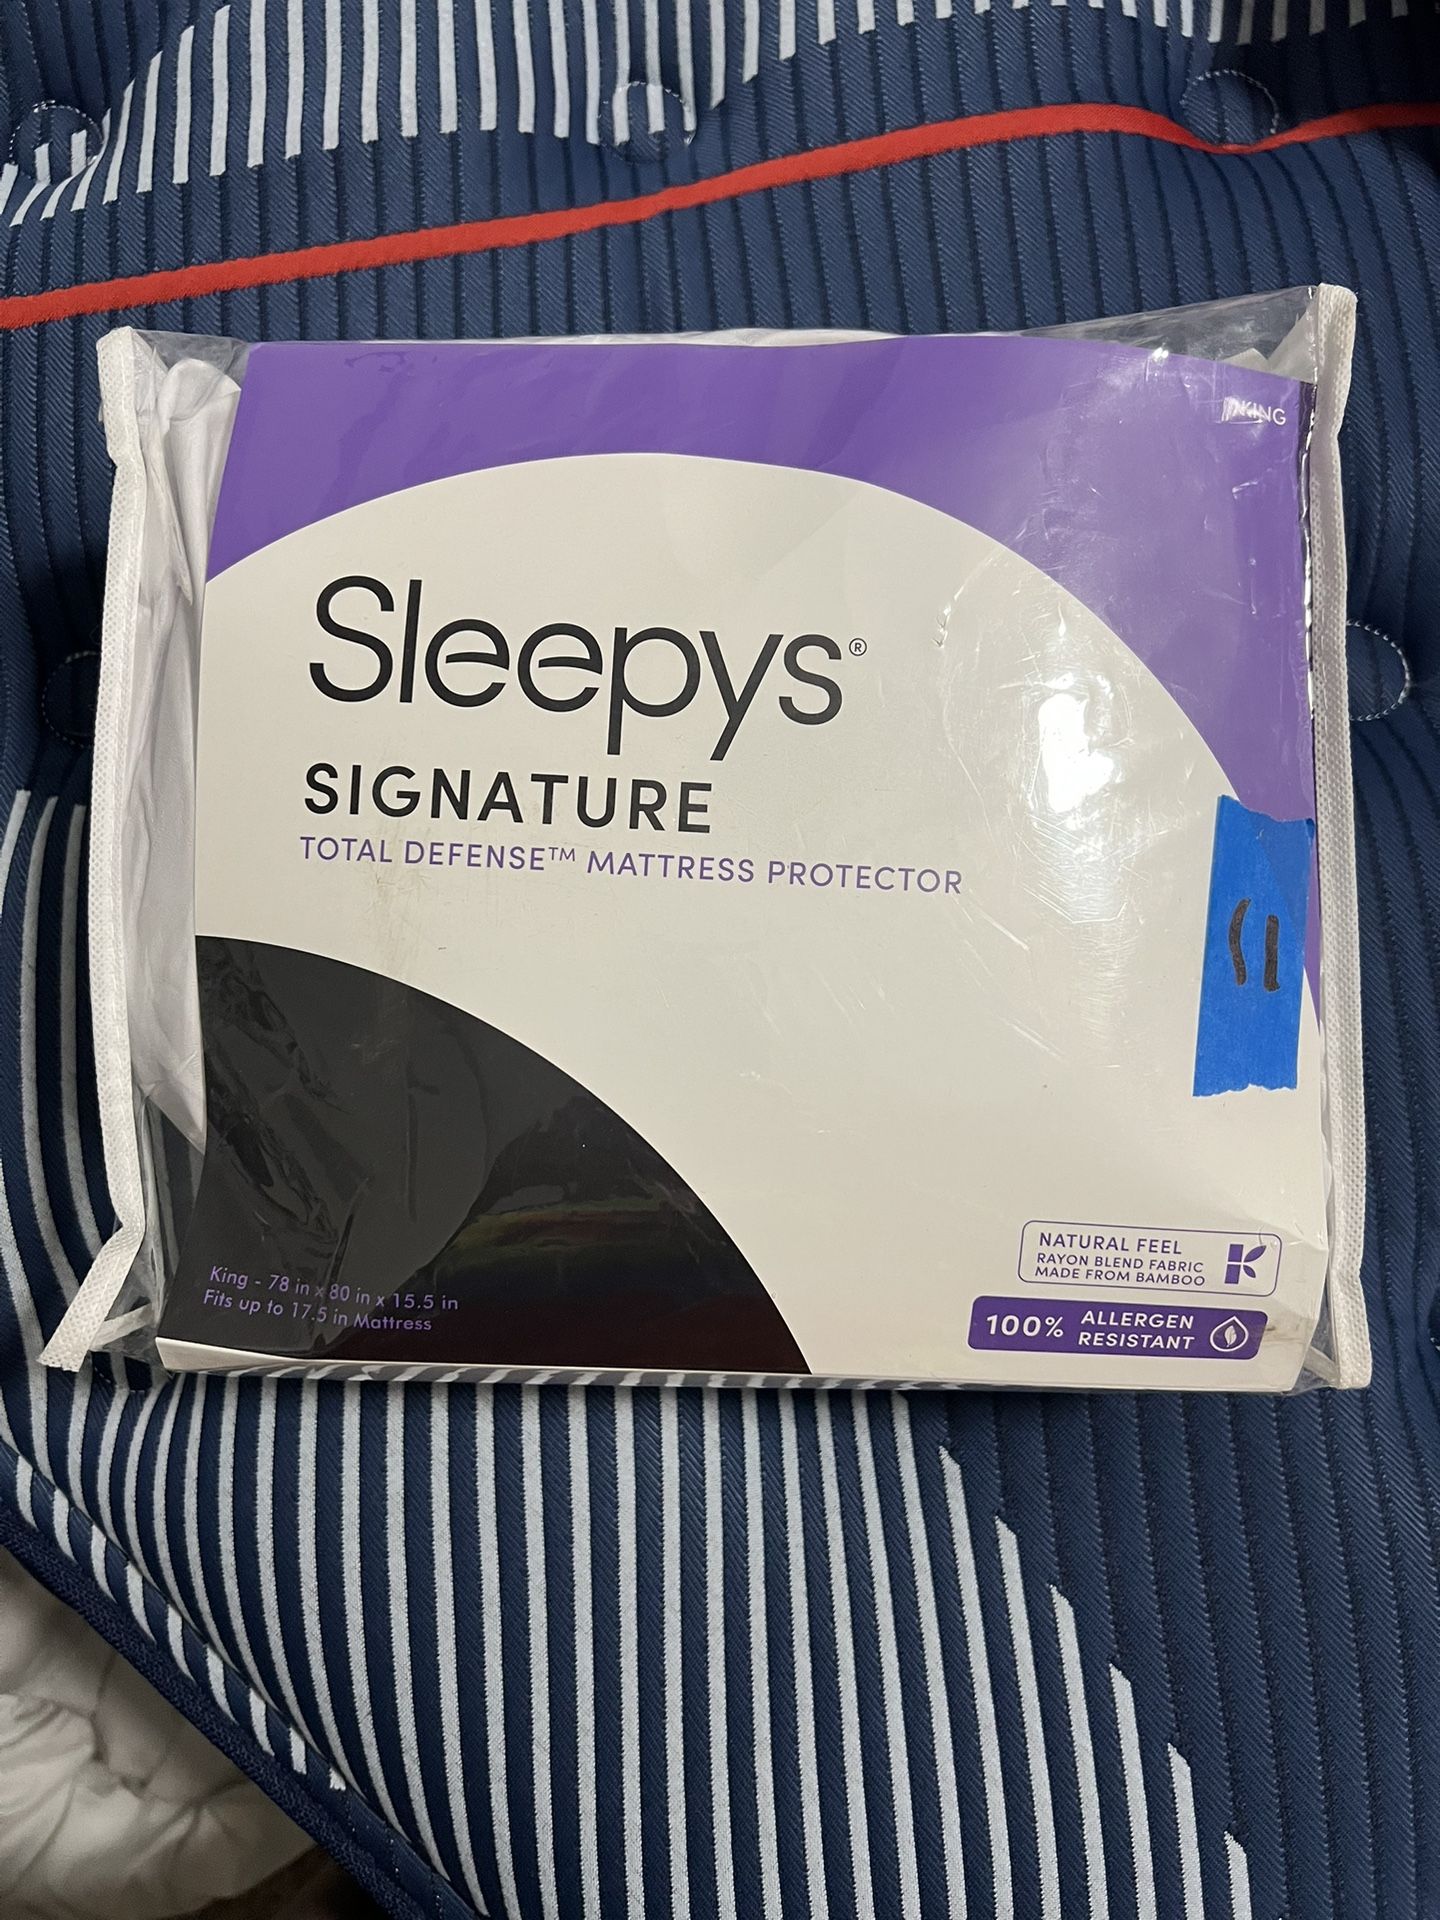 KING
Sleepys®
SIGNATURE
TOTAL DEFENSE™ MATTRESS PROTECTOR
11
NATURAL FEEL
RAYON BLEND FABRIC
MADE FROM BAMBOO
King - 78 in x 80 in x 15.5 in
Fits up to 17.5 in Mattress
100% ALLERGEN
RESISTANT